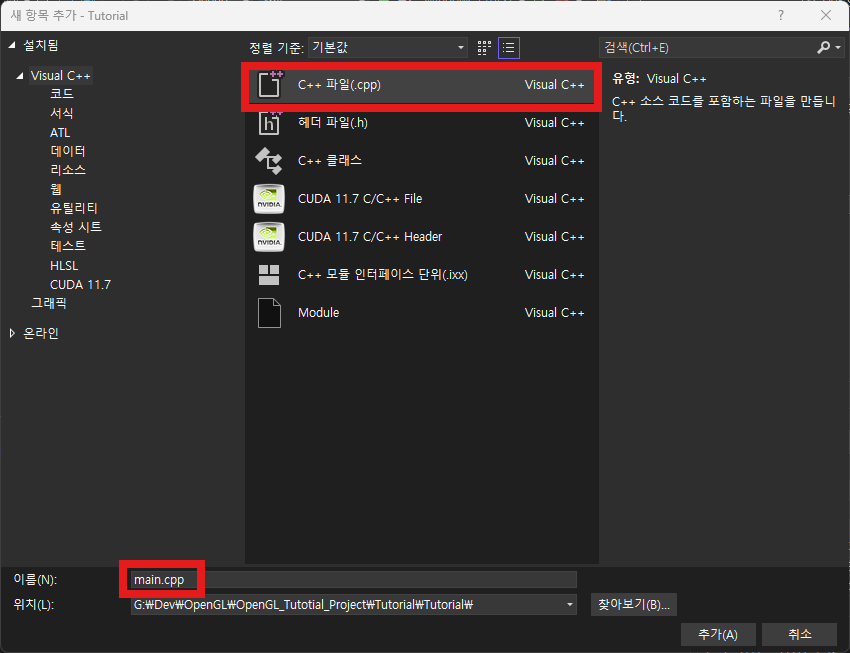 새 항목 추가 - Tutorial
?
설치됨
정렬 기준: 기본값
검색(Ctrl+E)
Visual C++
코드
서식
ATL
데이터
리소스
웹
유틸리티
속성 시트
테스트
HLSL
CUDA 11.7
그래픽
온라인
C++ 파일(.cpp) Visual C++
헤더 파일(.h) Visual C++
C++ 클래스 Visual C++
NVIDIA. CUDA 11.7 C/C++ File Visual C++
NVIDIA. CUDA 11.7 C/C++ Header Visual C++
C++ 모듈 인터페이스 단위(.ixx) Visual C++
Module Visual C++
유형: Visual C++
C++ 소스 코드를 포함하는 파일을 만듭니
다.
이름(N): main.cpp
위치(L): G:₩Dev₩OpenGL₩OpenGL_Tutotial_Project₩Tutorial₩Tutorial₩ 찾아보기(B)...
추가(A) 취소